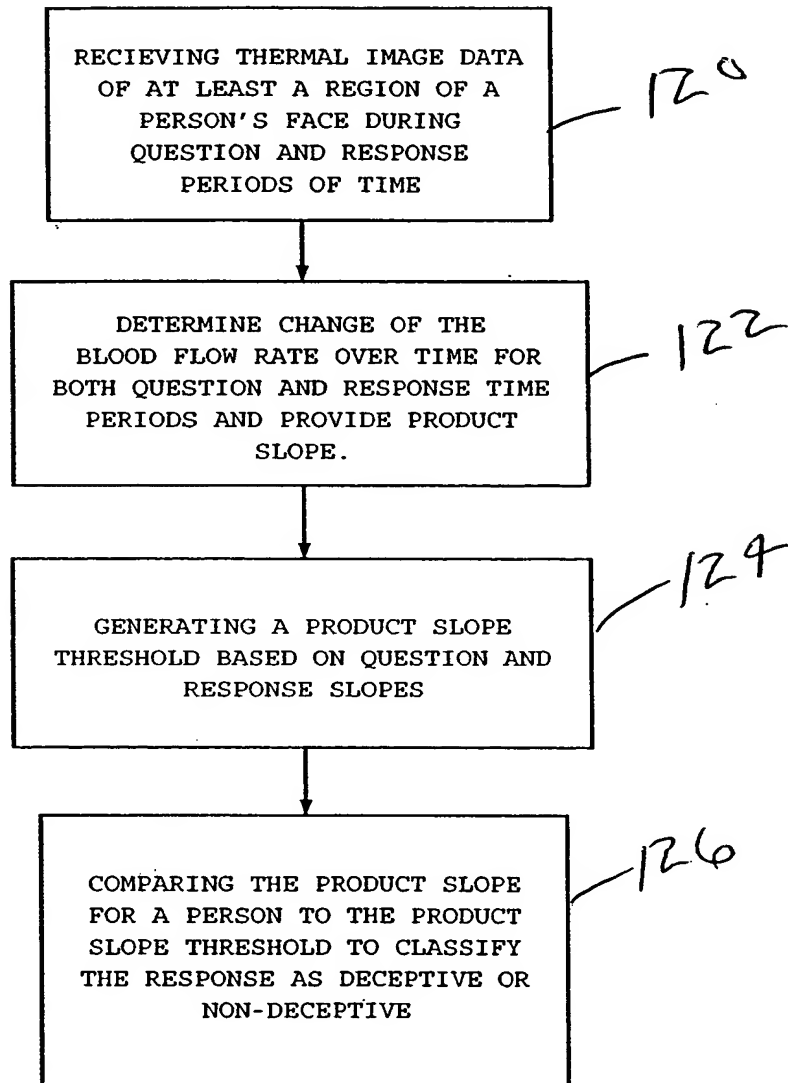 RECIEVING THERMAL IMAGE DATA
OF AT LEAST A REGION OF A
PERSON'S FACE DURING
QUESTION AND RESPONSE
PERIODS OF TIME
120
DETERMINE CHANGE OF THE
BLOOD FLOW RATE OVER TIME FOR
BOTH QUESTION AND RESPONSE TIME
PERIODS AND PROVIDE PRODUCT
SLOPE.
122
GENERATING A PRODUCT SLOPE
THRESHOLD BASED ON QUESTION AND
RESPONSE SLOPES
124
COMPARING THE PRODUCT SLOPE
FOR A PERSON TO THE PRODUCT
SLOPE THRESHOLD TO CLASSIFY
THE RESPONSE AS DECEPTIVE OR
NON-DECEPTIVE
126